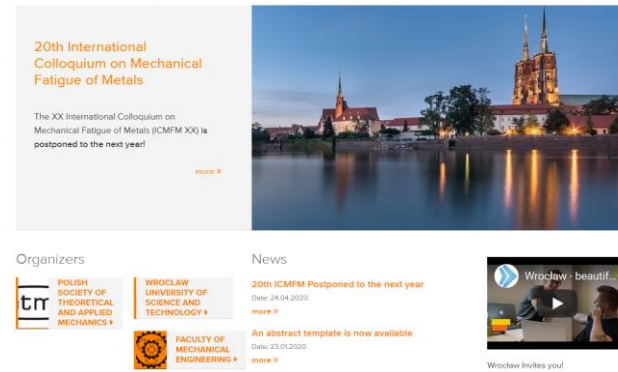 20th International
Colloquium on Mechanical
Fatigue of Metals
The XX International Colloquium on
Mechanical Fatigue of Metals (ICMFM XX) is
postponed to the next year!
more »
Organizers
tm
POLISH
SOCIETY OF
THEORETICAL
AND APPLIED
MECHANICS
WROCLAW
UNIVERSITY OF
SCIENCE AND
TECHNOLOGY
FACULTY OF
MECHANICAL
ENGINEERING
News
20th ICMFM Postponed to the next year
Date: 24.04.2020
more »
An abstract template is now available
Date: 23.01.2020
more »
Wrocław - beautif...
Wrocław Invites you!